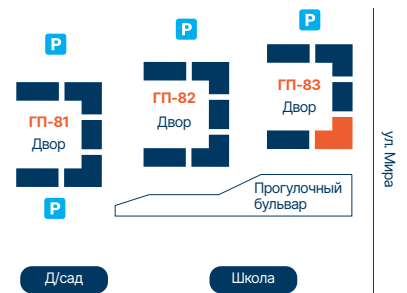 P
P
P
ГП-81
Двор
ГП-82
Двор
ГП-83
Двор
P
Прогулочный
бульвар
ул. Мира
Д/сад
Школа